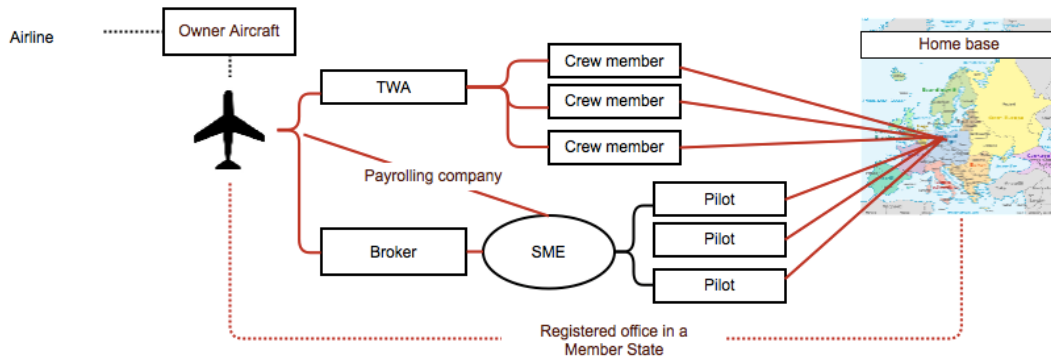 Airline
Owner Aircraft
Home base
TWA
Crew member
Crew member
Crew member
Payrolling company
Pilot
Pilot
Pilot
Broker
SME
Registered office in a
Member State